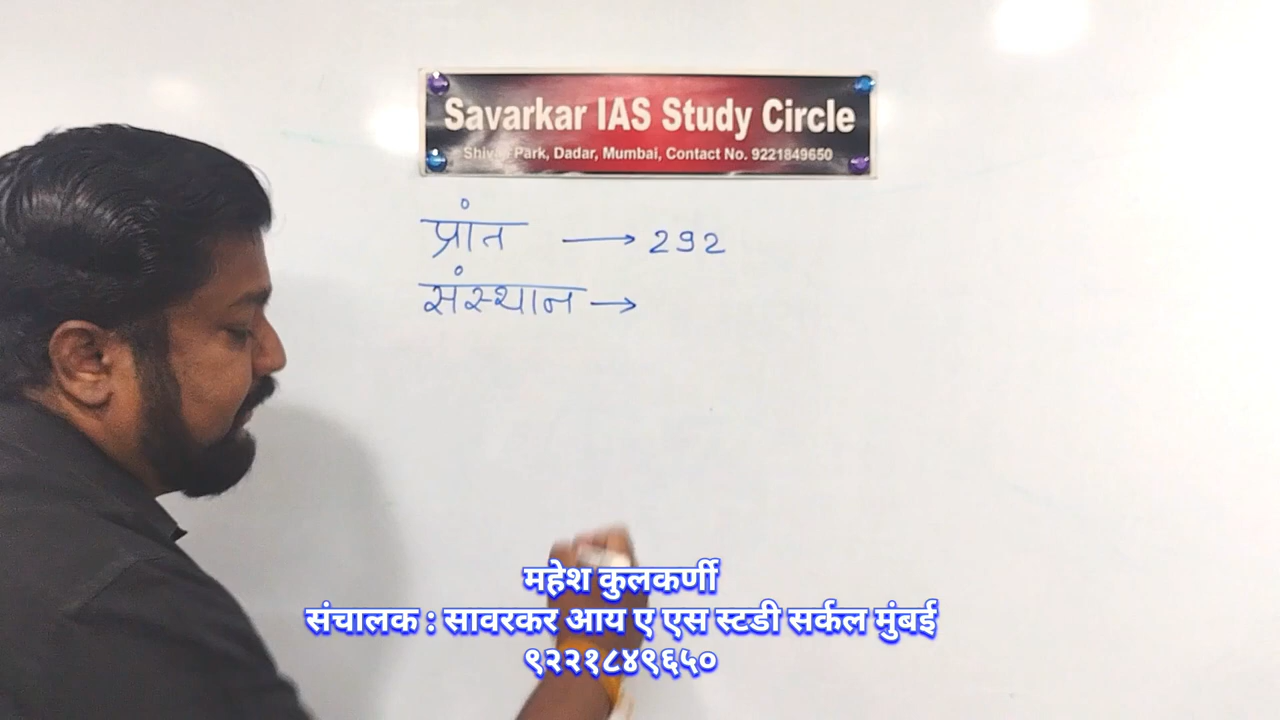 Savarkar IAS Study Circle
Park, Dadar, Mumbai, Contact No. 9221849650
प्रांत → 292
संस्थान →
महेश कुलकर्णी
संचालक : सावरकर आय ए एस स्टडी सर्कल मुंबई
९२२१८४९६५०